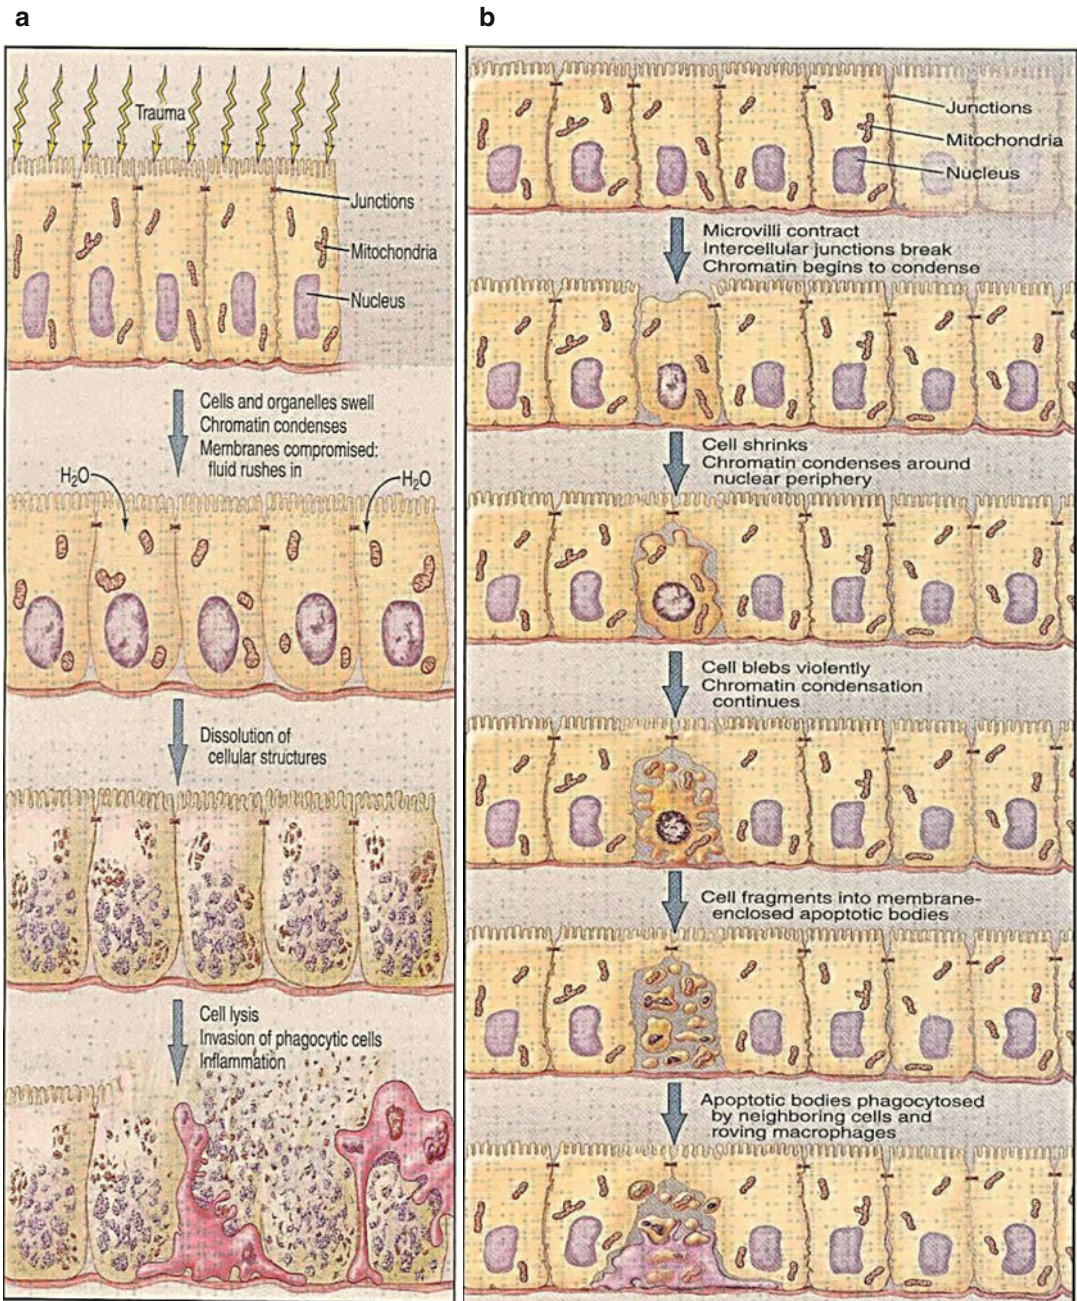 a
Trauma
Junctions
Mitochondria
Nucleus
Cells and organelles swell
Chromatin condenses
Membranes compromised:
fluid rushes in
H₂O
H₂O
Dissolution of
cellular structures
Cell lysis
Invasion of phagocytic cells
Inflammation
b
Junctions
Mitochondria
Nucleus
Microvilli contract
Intercellular junctions break
Chromatin begins to condense
Cell shrinks
Chromatin condenses around
nuclear periphery
Cell blebs violently
Chromatin condensation
continues
Cell fragments into membrane-
enclosed apoptotic bodies
Apoptotic bodies phagocytosed
by neighboring cells and
roving macrophages